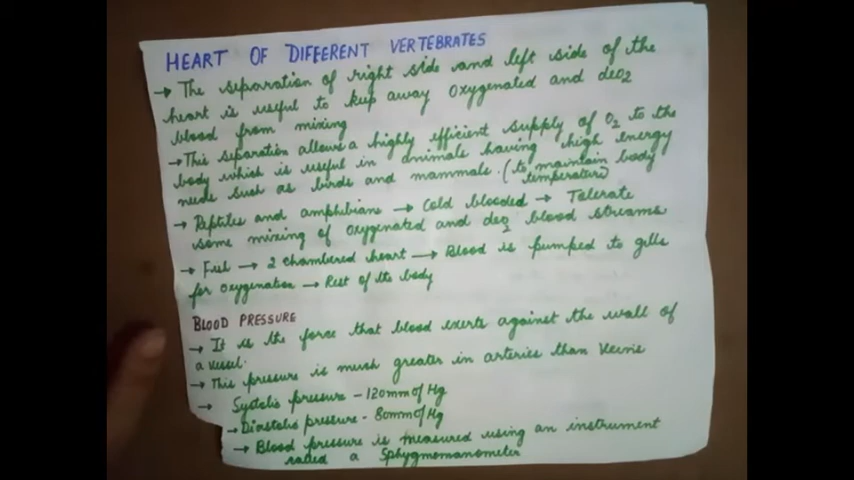 HEART OF DIFFERENT VERTEBRATES
→ The separation of right side and left side of the
heart is useful to keep away oxygenated and deO2
blood from mixing
→ This separation allows a highly efficient supply of O2 to the
body which is useful in animals having high energy
needs such as birds and mammals. (to maintain body
temperature)
→ Reptiles and amphibians → Cold blooded → Tolerate
some mixing of oxygenated and deO2 blood streams
→ Fish → 2 chambered heart → Blood is pumped to gills
for oxygenation → Rest of the body
BLOOD PRESSURE
→ It is the force that blood exerts against the wall of
a vessel.
→ This pressure is much greater in arteries than veins
→ Systolic pressure - 120mm of Hg
→ Diastolic pressure - 80mm of Hg
→ Blood pressure is measured using an instrument
called a Sphygmomanometer